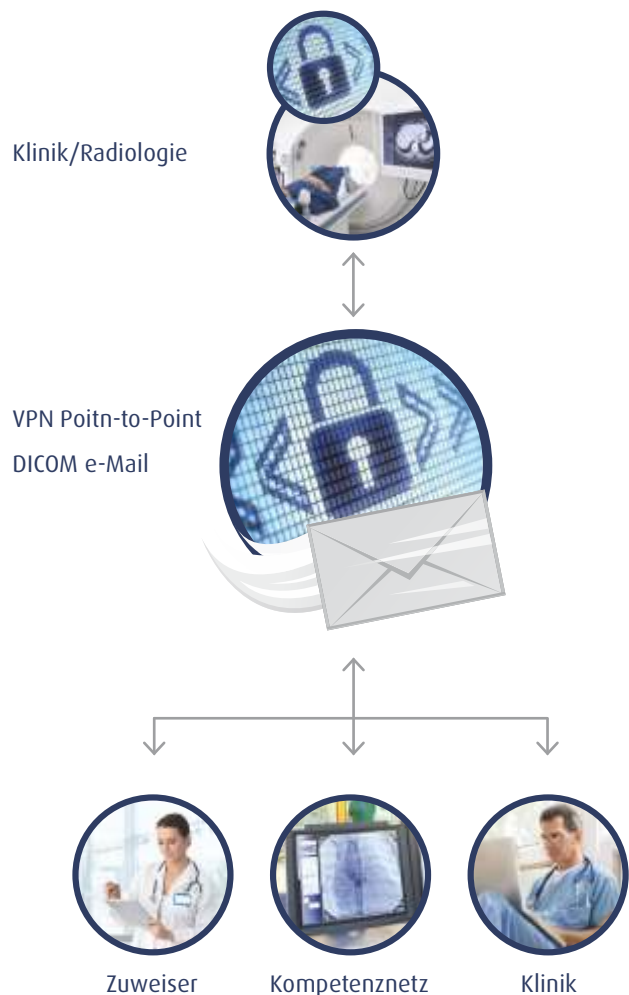 Klinik/Radiologie
VPN Poitn-to-Point
DICOM e-Mail
Zuweiser
Kompetenznetz
Klinik